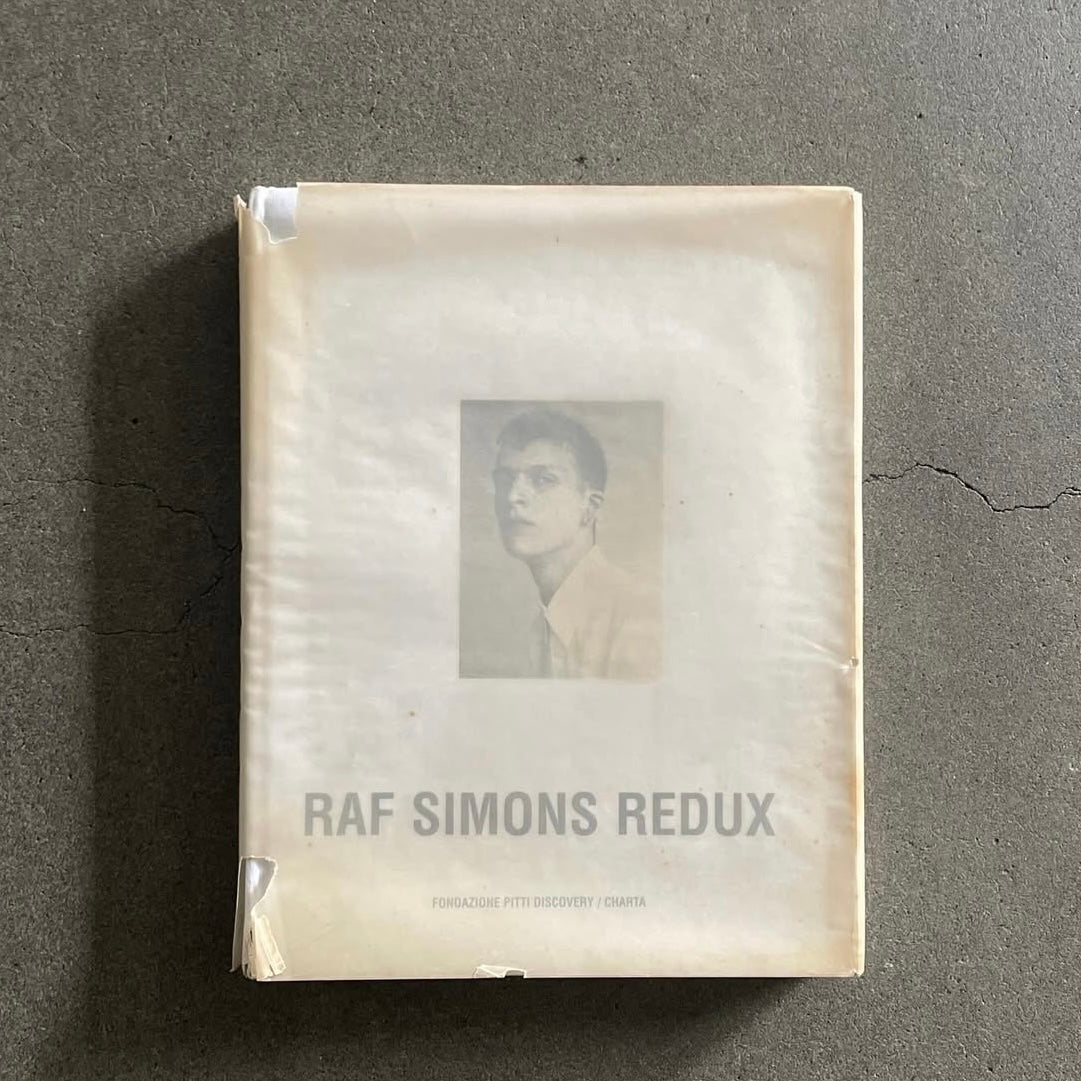 RAF SIMONS REDUX
FONDAZIONE PITTI DISCOVERY / CHARTA